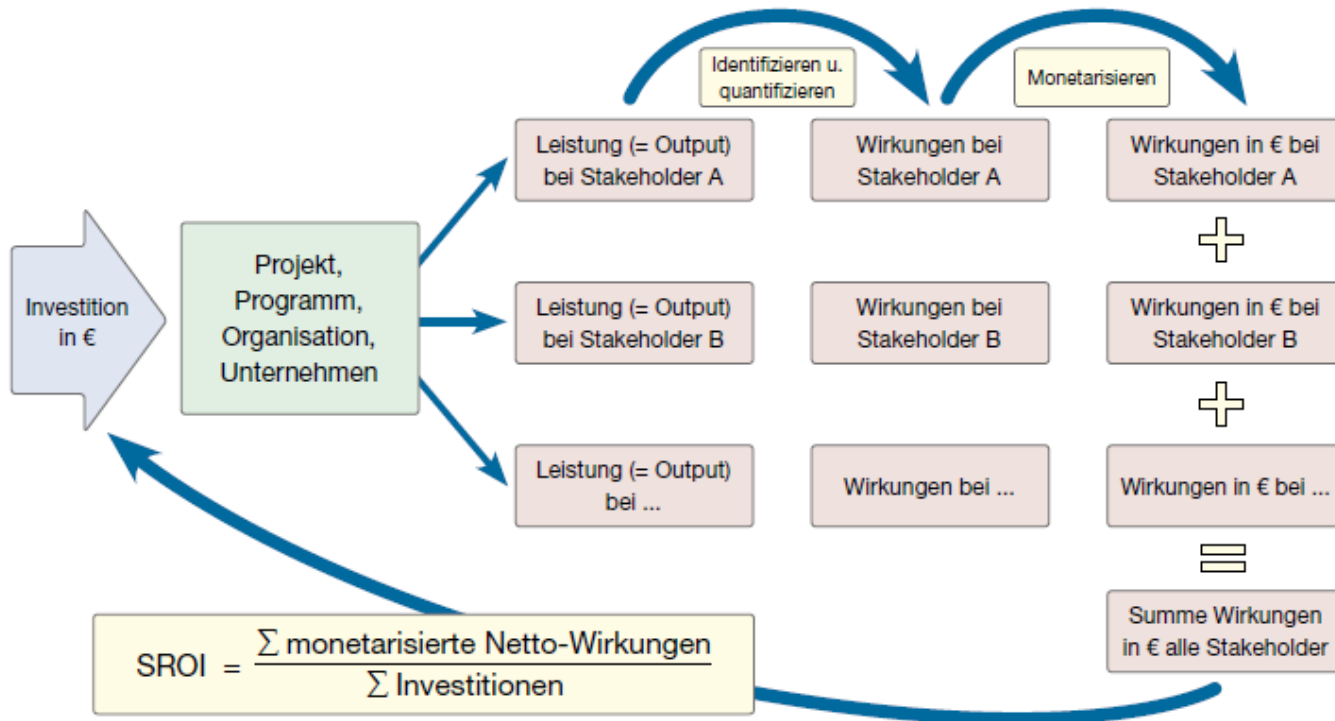 Identifizieren u.
quantifizieren
Monetarisieren
Leistung (= Output)
bei Stakeholder A
Wirkungen bei
Stakeholder A
Wirkungen in € bei
Stakeholder A
Investition
in €
Projekt,
Programm,
Organisation,
Unternehmen
Leistung (= Output)
bei Stakeholder B
Wirkungen bei
Stakeholder B
Wirkungen in € bei
Stakeholder B
Leistung (= Output)
bei ...
Wirkungen bei ...
Wirkungen in € bei ...
Summe Wirkungen
in € alle Stakeholder
SROI = ∑ monetarisierte Netto-Wirkungen
∑ Investitionen